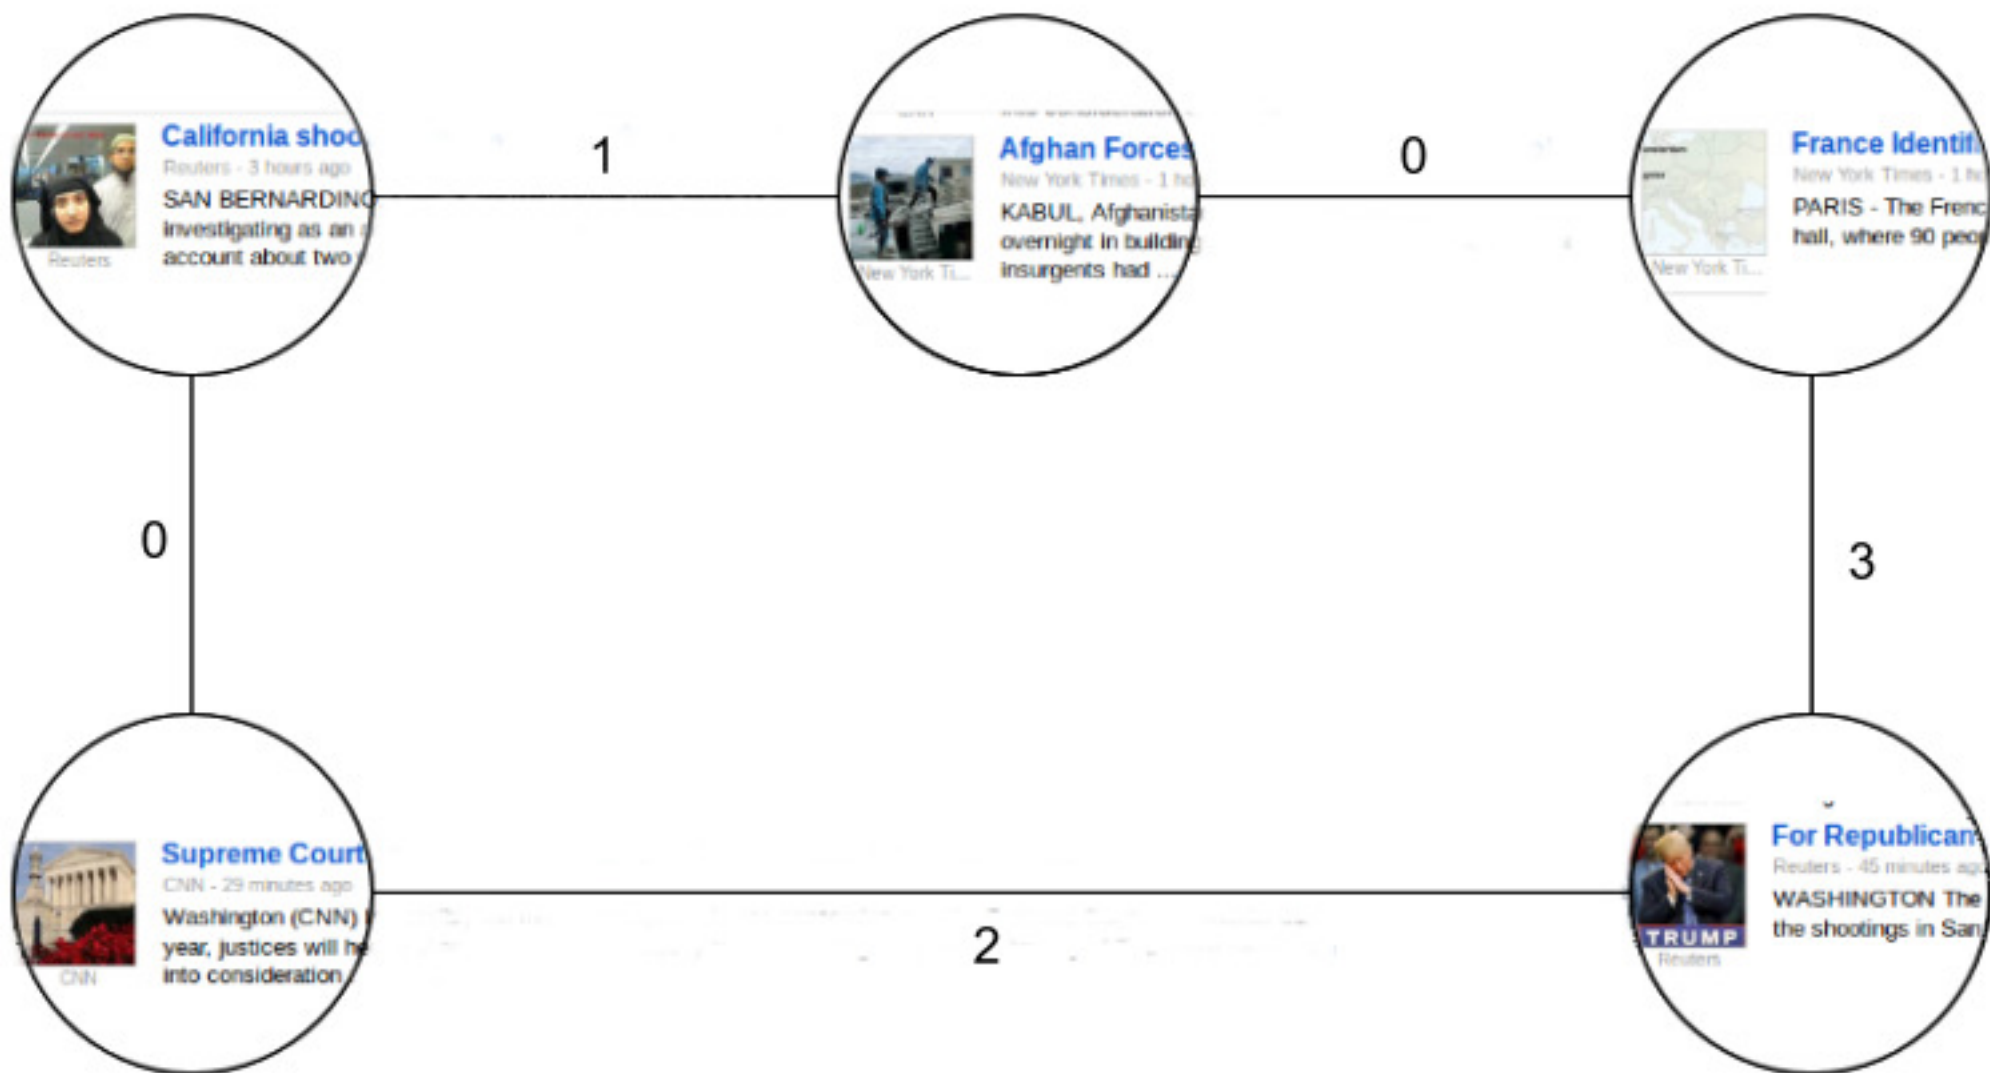 California shoo
Reuters - 3 hours ago
SAN BERNARDINO
investigating as an
account about two
Reuters
1
Afghan Forces
New York Times - 1 ho
KABUL, Afghanista
overnight in building
insurgents had ...
New York Ti...
0
France Identif
New York Times - 1 h
PARIS - The Frenc
hall, where 90 peo
New York Ti...
0
3
Supreme Court
CNN - 29 minutes ago
Washington (CNN)
year, justices will he
into consideration
CNN
2
For Republican
Reuters - 45 minutes ago
WASHINGTON The
the shootings in San
TRUMP
Reuters